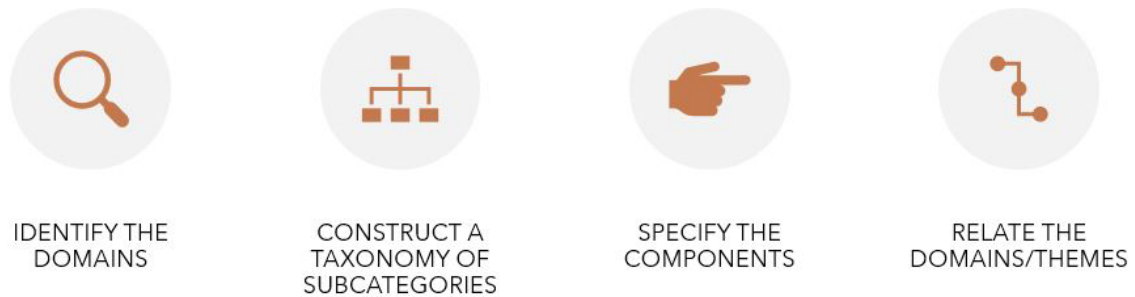 IDENTIFY THE
DOMAINS
CONSTRUCT A
TAXONOMY OF
SUBCATEGORIES
SPECIFY THE
COMPONENTS
RELATE THE
DOMAINS/THEMES